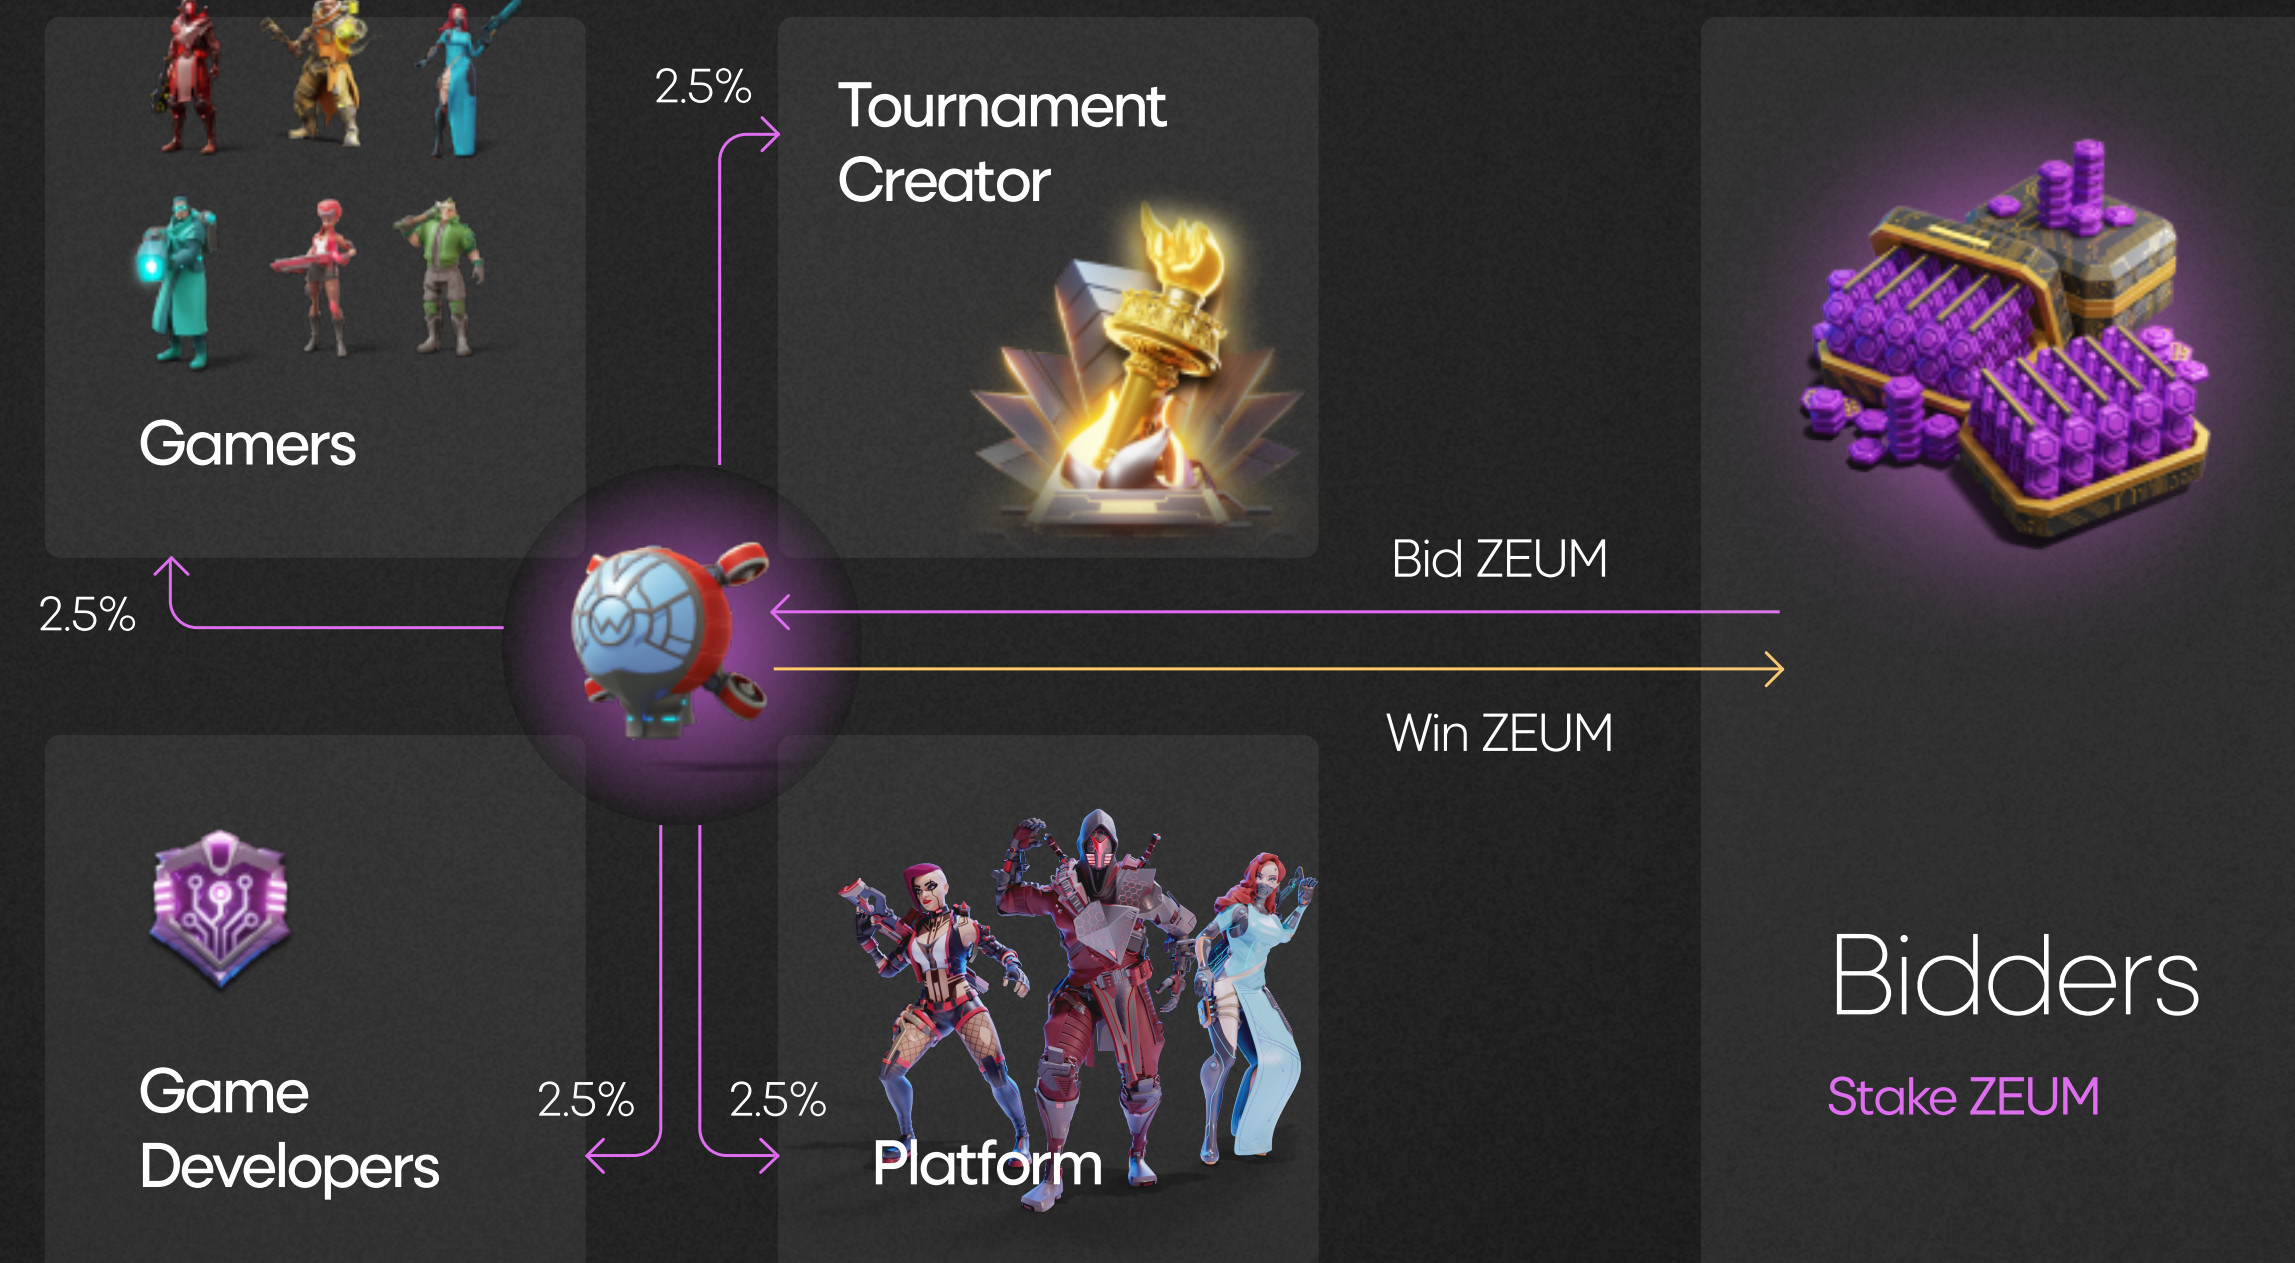 2.5%
Tournament
Creator
Gamers
2.5%
Bid ZEUM
Win ZEUM
Game
Developers
2.5%
2.5%
Platform
Bidders
Stake ZEUM